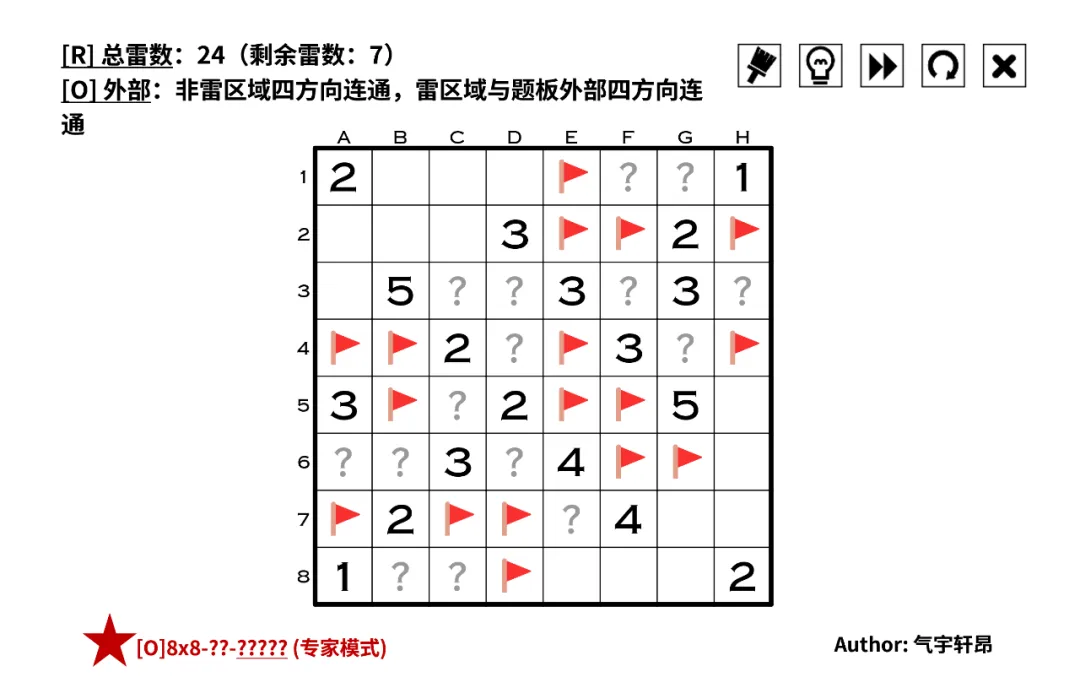 [R] 总雷数：24（剩余雷数：7）
[O] 外部：非雷区域四方向连通，雷区域与题板外部四方向连
通
A B C D E F G H
1 2 ? ? 1
2 3 2
3 5 ? ? 3 ? 3 ?
4 2 ? 3 ?
5 3 ? 2 5
6 ? ? 3 ? 4
7 2 ? 4
8 1 ? ? 2
[O]8x8-??-????? (专家模式)
Author: 气宇轩昂